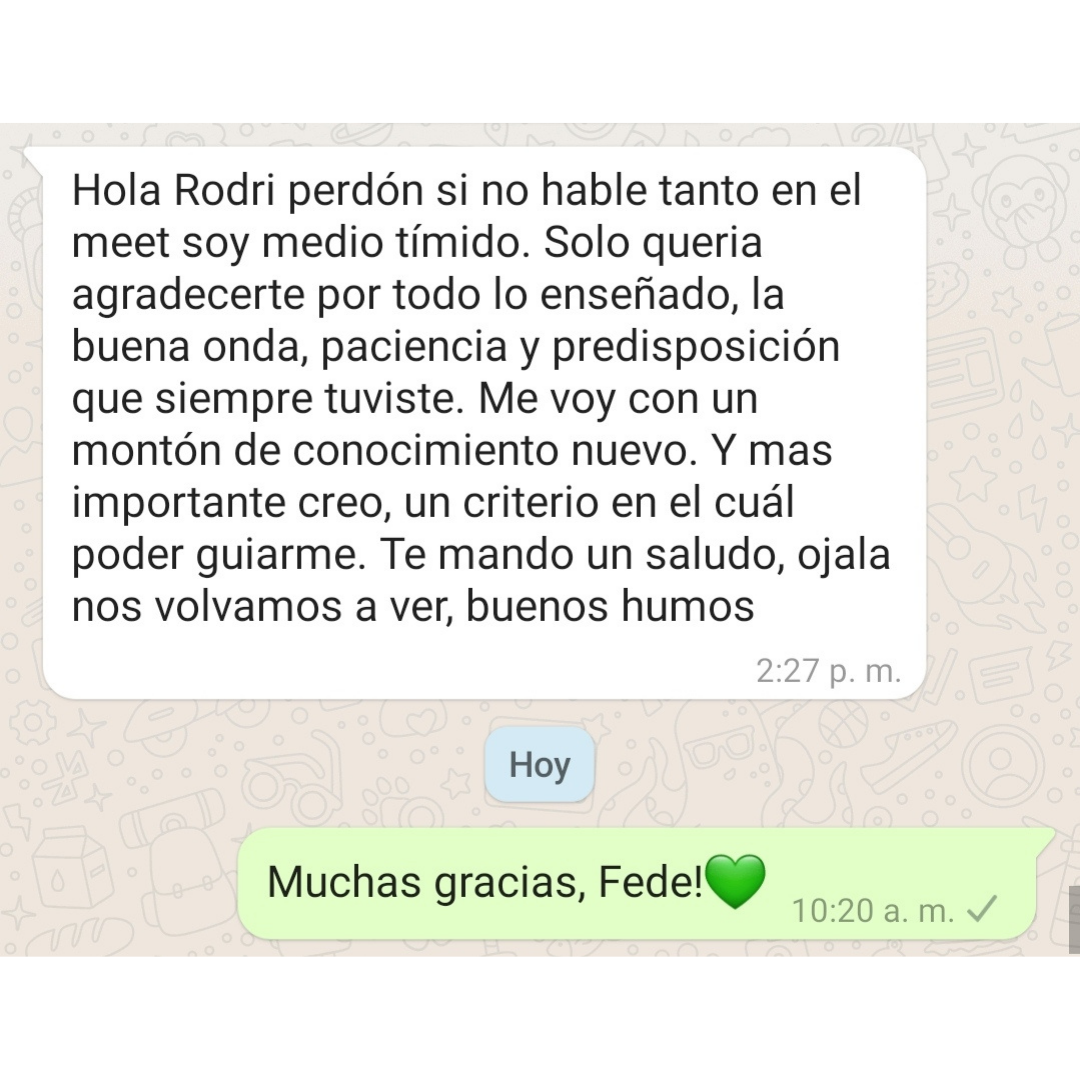 Hola Rodri perdón si no hable tanto en el
meet soy medio tímido. Solo queria
agradecerte por todo lo enseñado, la
buena onda, paciencia y predisposición
que siempre tuviste. Me voy con un
montón de conocimiento nuevo. Y mas
importante creo, un criterio en el cuál
poder guiarme. Te mando un saludo, ojala
nos volvamos a ver, buenos humos
2:27 p. m.
Hoy
Muchas gracias, Fede!💚
10:20 a. m.